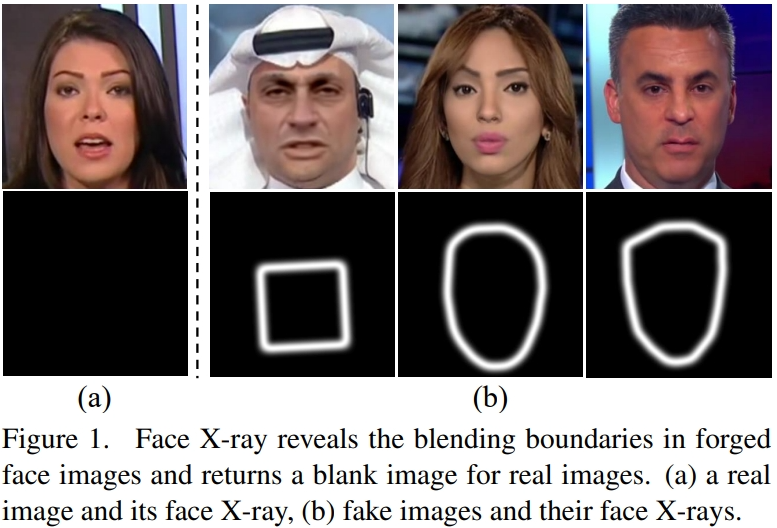 (a)
(b)
Figure 1. Face X-ray reveals the blending boundaries in forged
face images and returns a blank image for real images. (a) a real
image and its face X-ray, (b) fake images and their face X-rays.